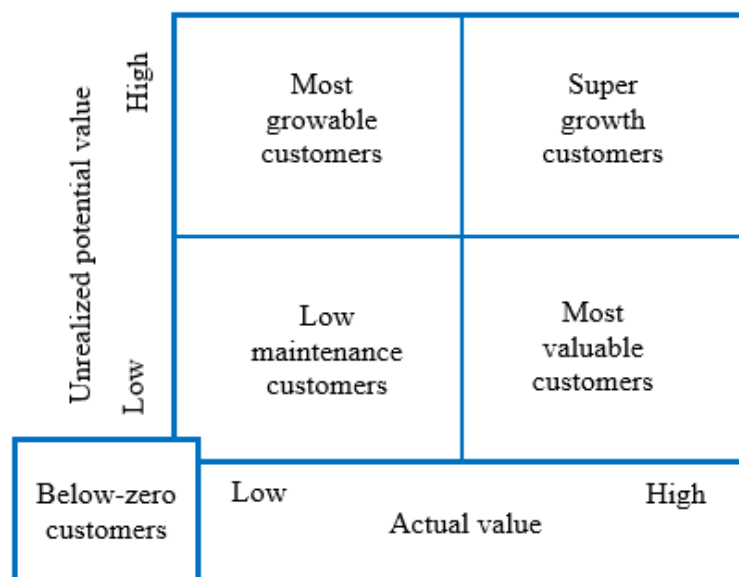 Unrealized potential value
High
Low
Most
growable
customers
Super
growth
customers
Low
maintenance
customers
Most
valuable
customers
Below-zero
customers
Low
High
Actual value